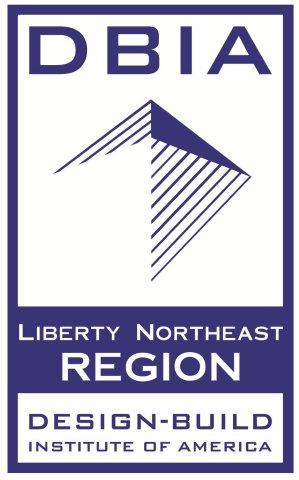 DBIA
LIBERTY NORTHEAST
REGION
DESIGN-BUILD
INSTITUTE OF AMERICA